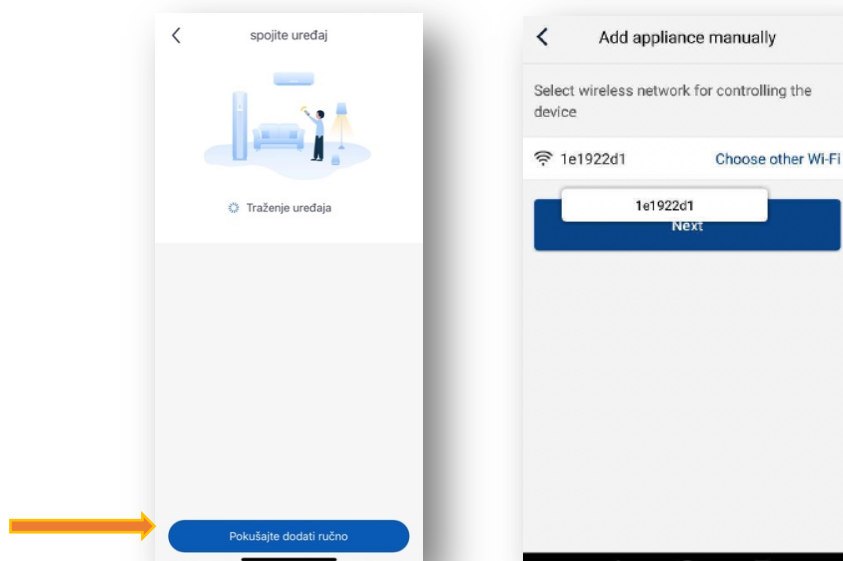 spojite uređaj
Traženje uređaja
Pokušajte dodati ručno
Add appliance manually
Select wireless network for controlling the
device
1e1922d1 Choose other Wi-Fi
1e1922d1
Next